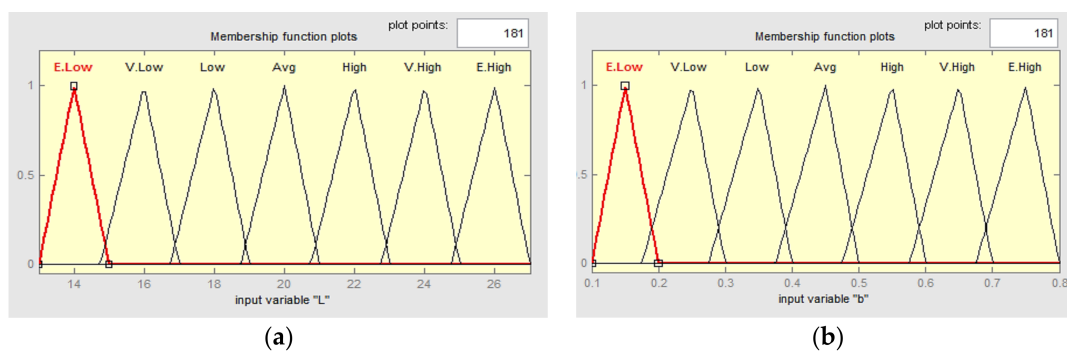 plot points: 181
Membership function plots
E.Low V.Low Low Avg High V.High E.High
1
0.5
0
14 16 18 20 22 24 26
input variable "L"
(a)
plot points: 181
Membership function plots
E.Low V.Low Low Avg High V.High E.High
1
0.5
0
0.1 0.2 0.3 0.4 0.5 0.6 0.7 0.8
input variable "b"
(b)